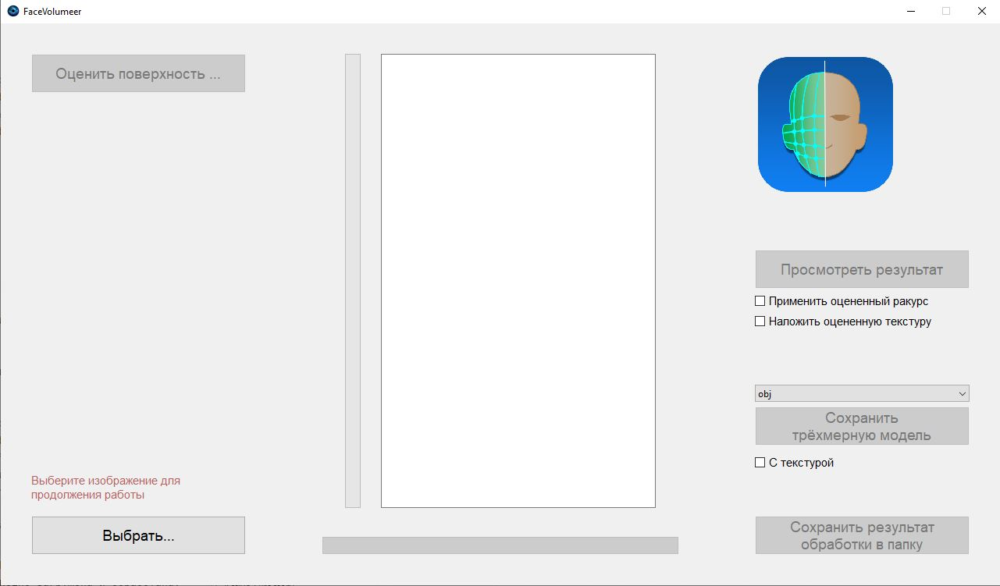 FaceVolumeer
Оценить поверхность ...
Просмотреть результат
Применить оцененный ракурс
Наложить оцененную текстуру
obj
Сохранить
трёхмерную модель
С текстурой
Выберите изображение для
продолжения работы
Выбрать...
Сохранить результат
обработки в папку